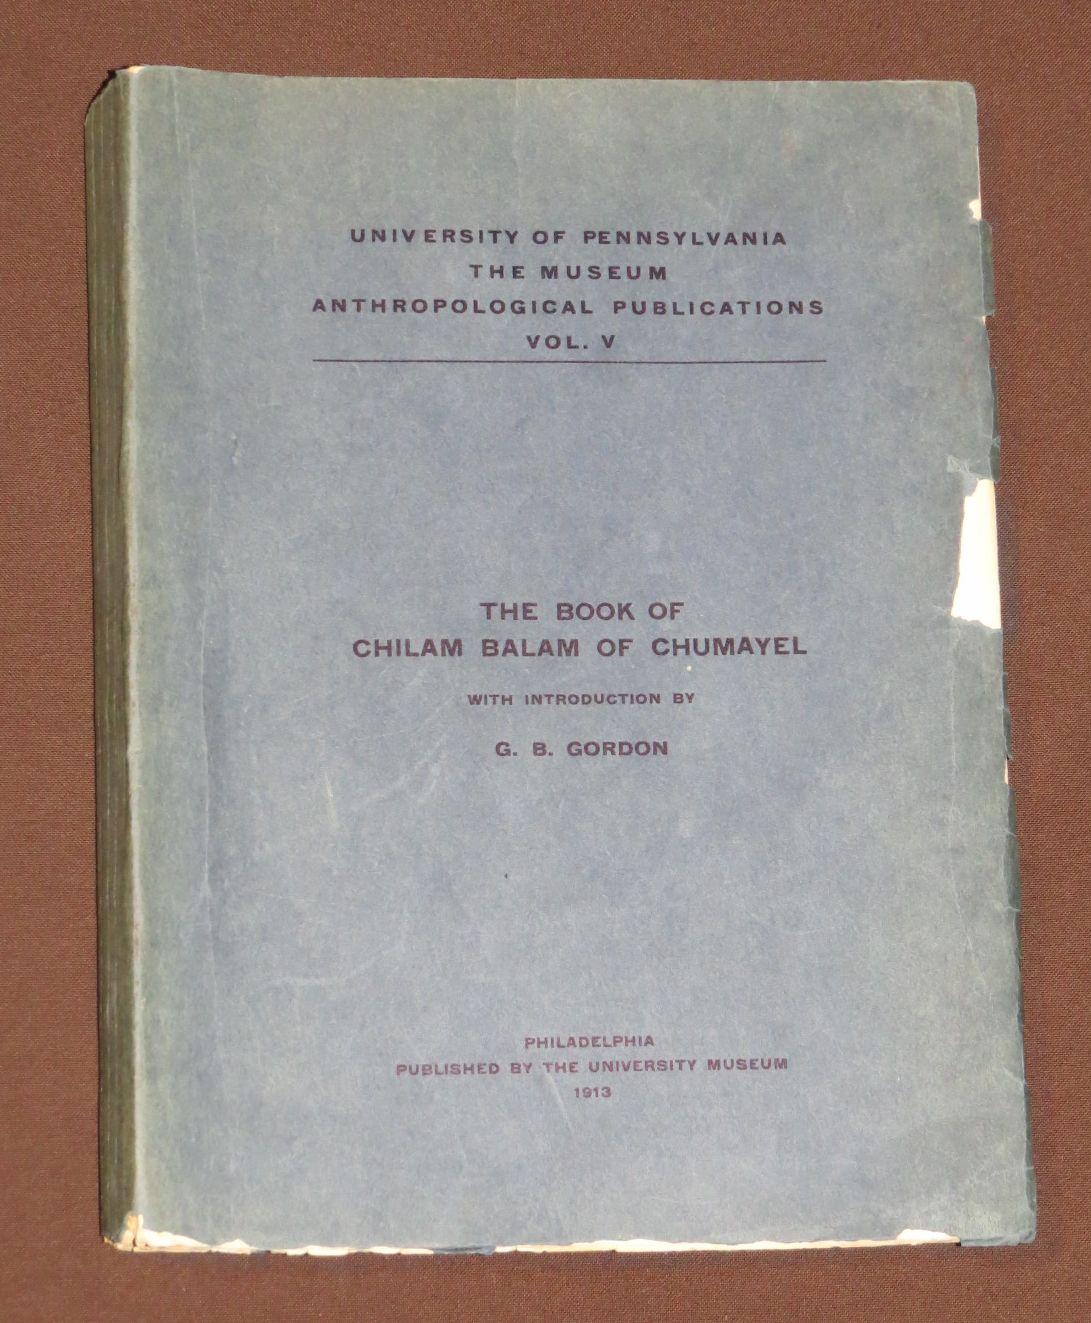 UNIVERSITY OF PENNSYLVANIA
THE MUSEUM
ANTHROPOLOGICAL PUBLICATIONS
VOL. V
THE BOOK OF
CHILAM BALAM OF CHUMAYEL
WITH INTRODUCTION BY
G. B. GORDON
PHILADELPHIA
PUBLISHED BY THE UNIVERSITY MUSEUM
1913